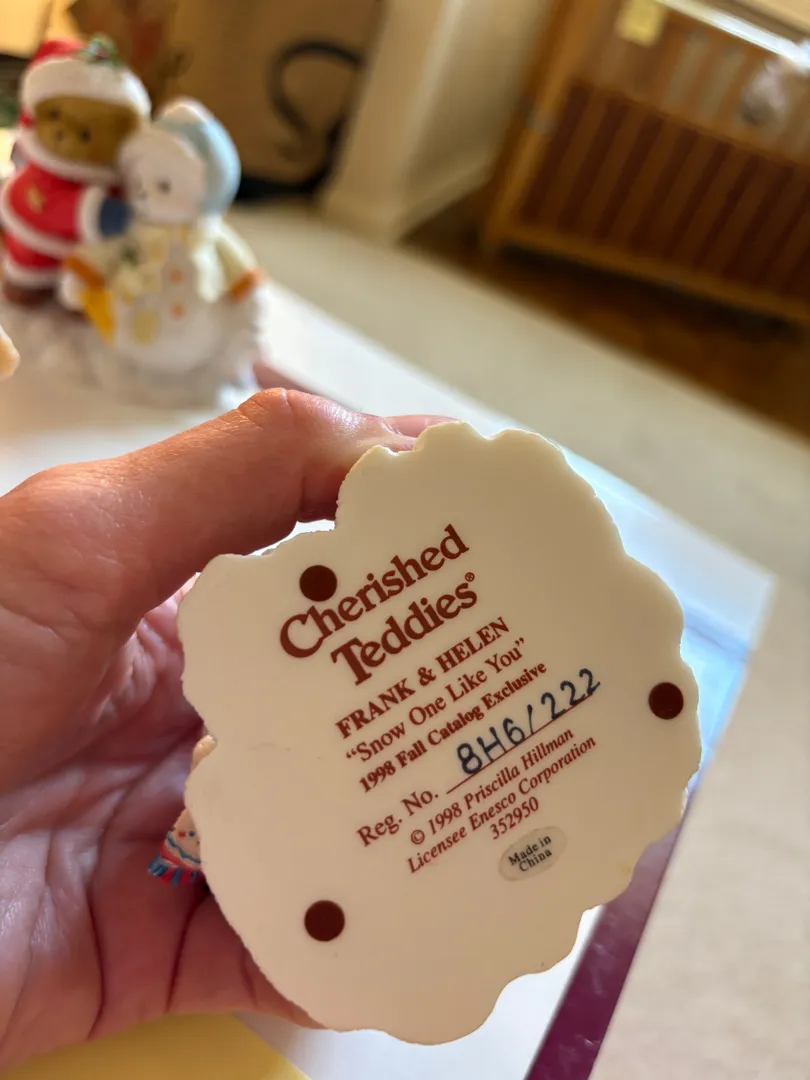 Cherished
Teddies®
FRANK & HELEN
“Snow One Like You”
1998 Fall Catalog Exclusive
Reg. No. 8H6/222
© 1998 Priscilla Hillman
Licensee Enesco Corporation
352950
Made in
China